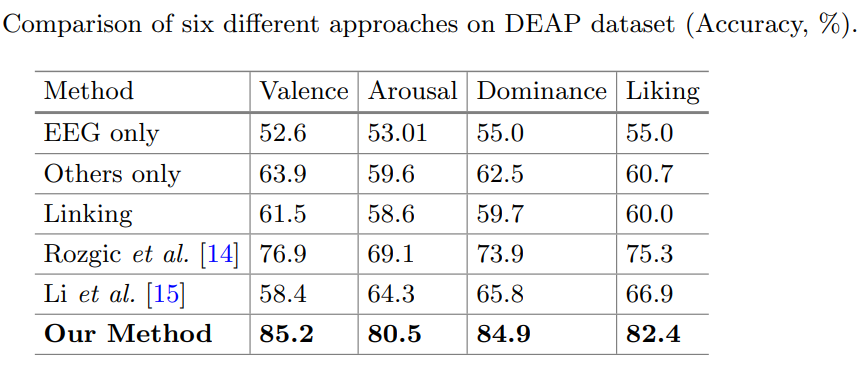 Comparison of six different approaches on DEAP dataset (Accuracy, %).
Method Valence Arousal Dominance Liking
EEG only 52.6 53.01 55.0 55.0
Others only 63.9 59.6 62.5 60.7
Linking 61.5 58.6 59.7 60.0
Rozgic et al. [14] 76.9 69.1 73.9 75.3
Li et al. [15] 58.4 64.3 65.8 66.9
Our Method 85.2 80.5 84.9 82.4